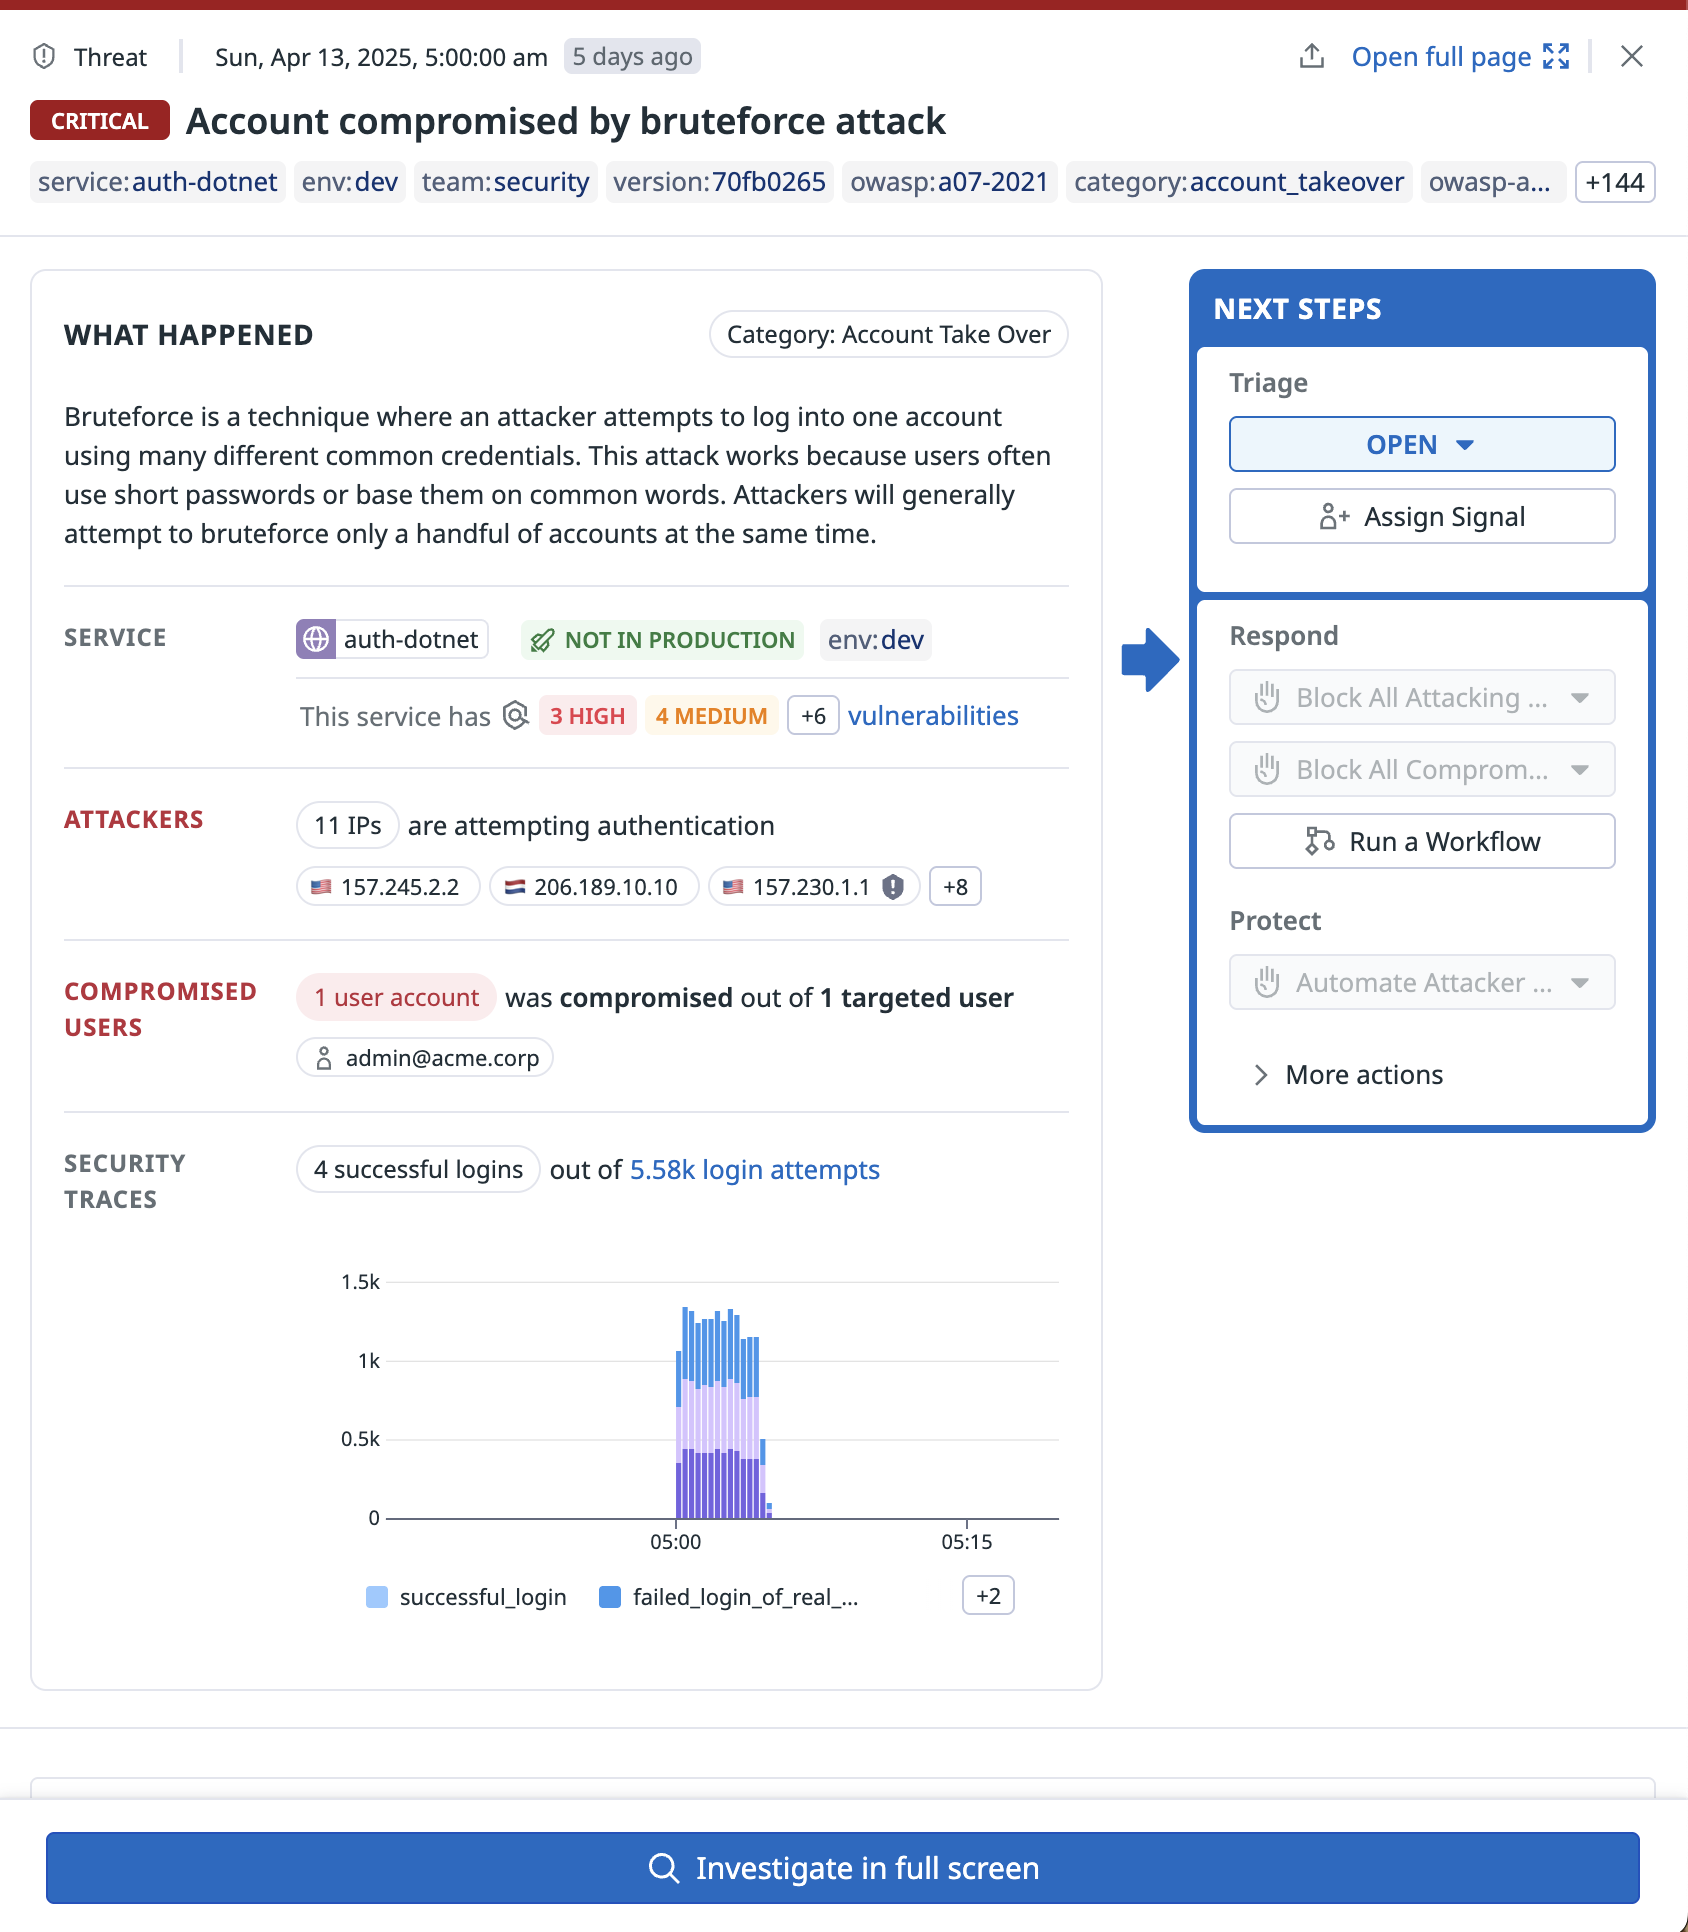 Threat Sun, Apr 13, 2025, 5:00:00 am 5 days ago Open full page
CRITICAL Account compromised by bruteforce attack
service:auth-dotnet env:dev team:security version:70fb0265 owasp:a07-2021 category:account_takeover owasp-a... +144
WHAT HAPPENED Category: Account Take Over
Bruteforce is a technique where an attacker attempts to log into one account
using many different common credentials. This attack works because users often
use short passwords or base them on common words. Attackers will generally
attempt to bruteforce only a handful of accounts at the same time.
SERVICE auth-dotnet NOT IN PRODUCTION env:dev
This service has 3 HIGH 4 MEDIUM +6 vulnerabilities
ATTACKERS 11 IPs are attempting authentication
157.245.2.2 206.189.10.10 157.230.1.1 +8
COMPROMISED
USERS
1 user account was compromised out of 1 targeted user
admin@acme.corp
SECURITY
TRACES
4 successful logins out of 5.58k login attempts
1.5k
1k
0.5k
0
05:00 05:15
successful_login failed_login_of_real_... +2
NEXT STEPS
Triage
OPEN
Assign Signal
Respond
Block All Attacking ...
Block All Comprom...
Run a Workflow
Protect
Automate Attacker ...
More actions
Investigate in full screen